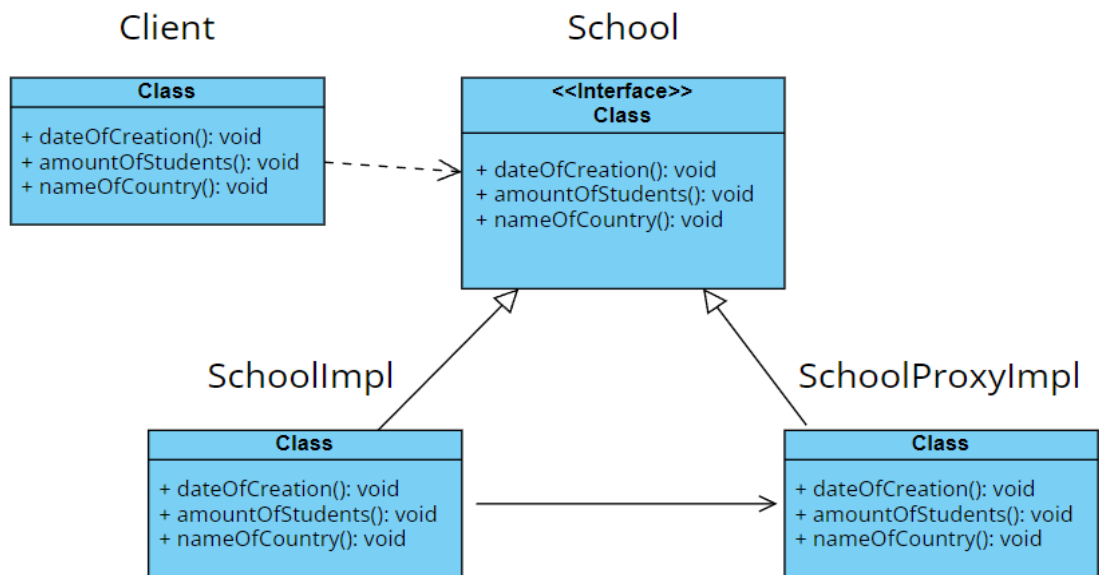 Client
School
Class
+ dateOfCreation(): void
+ amountOfStudents(): void
+ nameOfCountry(): void
<<Interface>>
Class
+ dateOfCreation(): void
+ amountOfStudents(): void
+ nameOfCountry(): void
SchoolImpl
SchoolProxyImpl
Class
+ dateOfCreation(): void
+ amountOfStudents(): void
+ nameOfCountry(): void
Class
+ dateOfCreation(): void
+ amountOfStudents(): void
+ nameOfCountry(): void